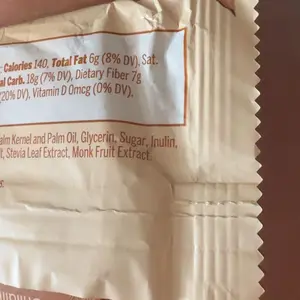 Calories 140, Total Fat 6g (8% DV), Sat.
al Carb. 18g (7% DV), Dietary Fiber 7g
(20% DV), Vitamin D 0mcg (0% DV).
alm Kernel and Palm Oil, Glycerin, Sugar, Inulin,
t, Stevia Leaf Extract, Monk Fruit Extract.
s: